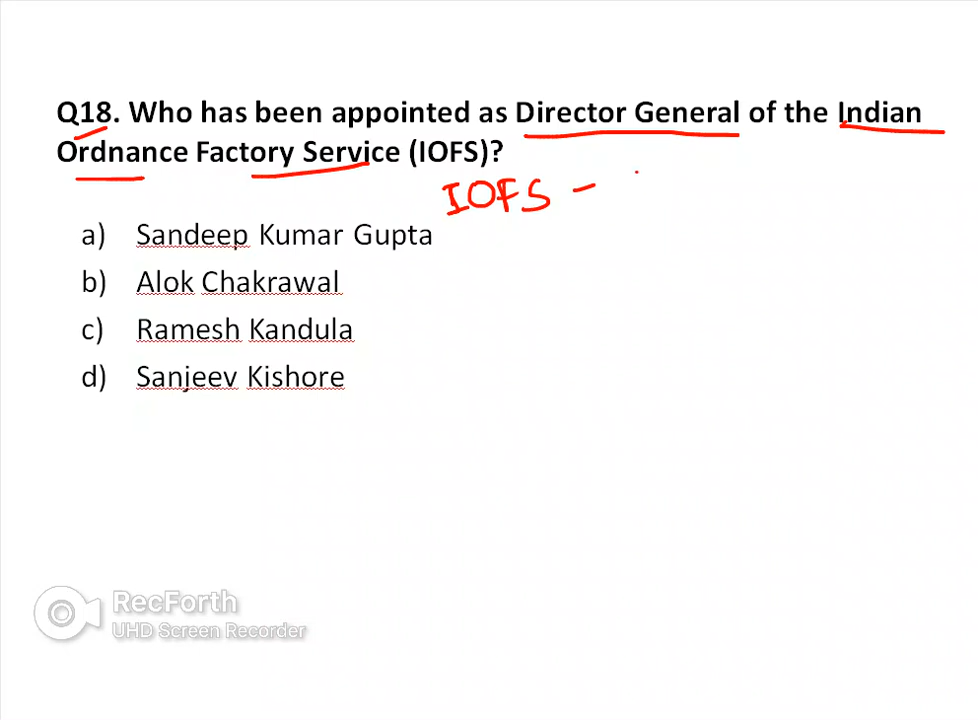 Q18. Who has been appointed as Director General of the Indian
Ordnance Factory Service (IOFS)?
IOFS -
a) Sandeep Kumar Gupta
b) Alok Chakrawal
c) Ramesh Kandula
d) Sanjeev Kishore
RecForth
UHD Screen Recorder